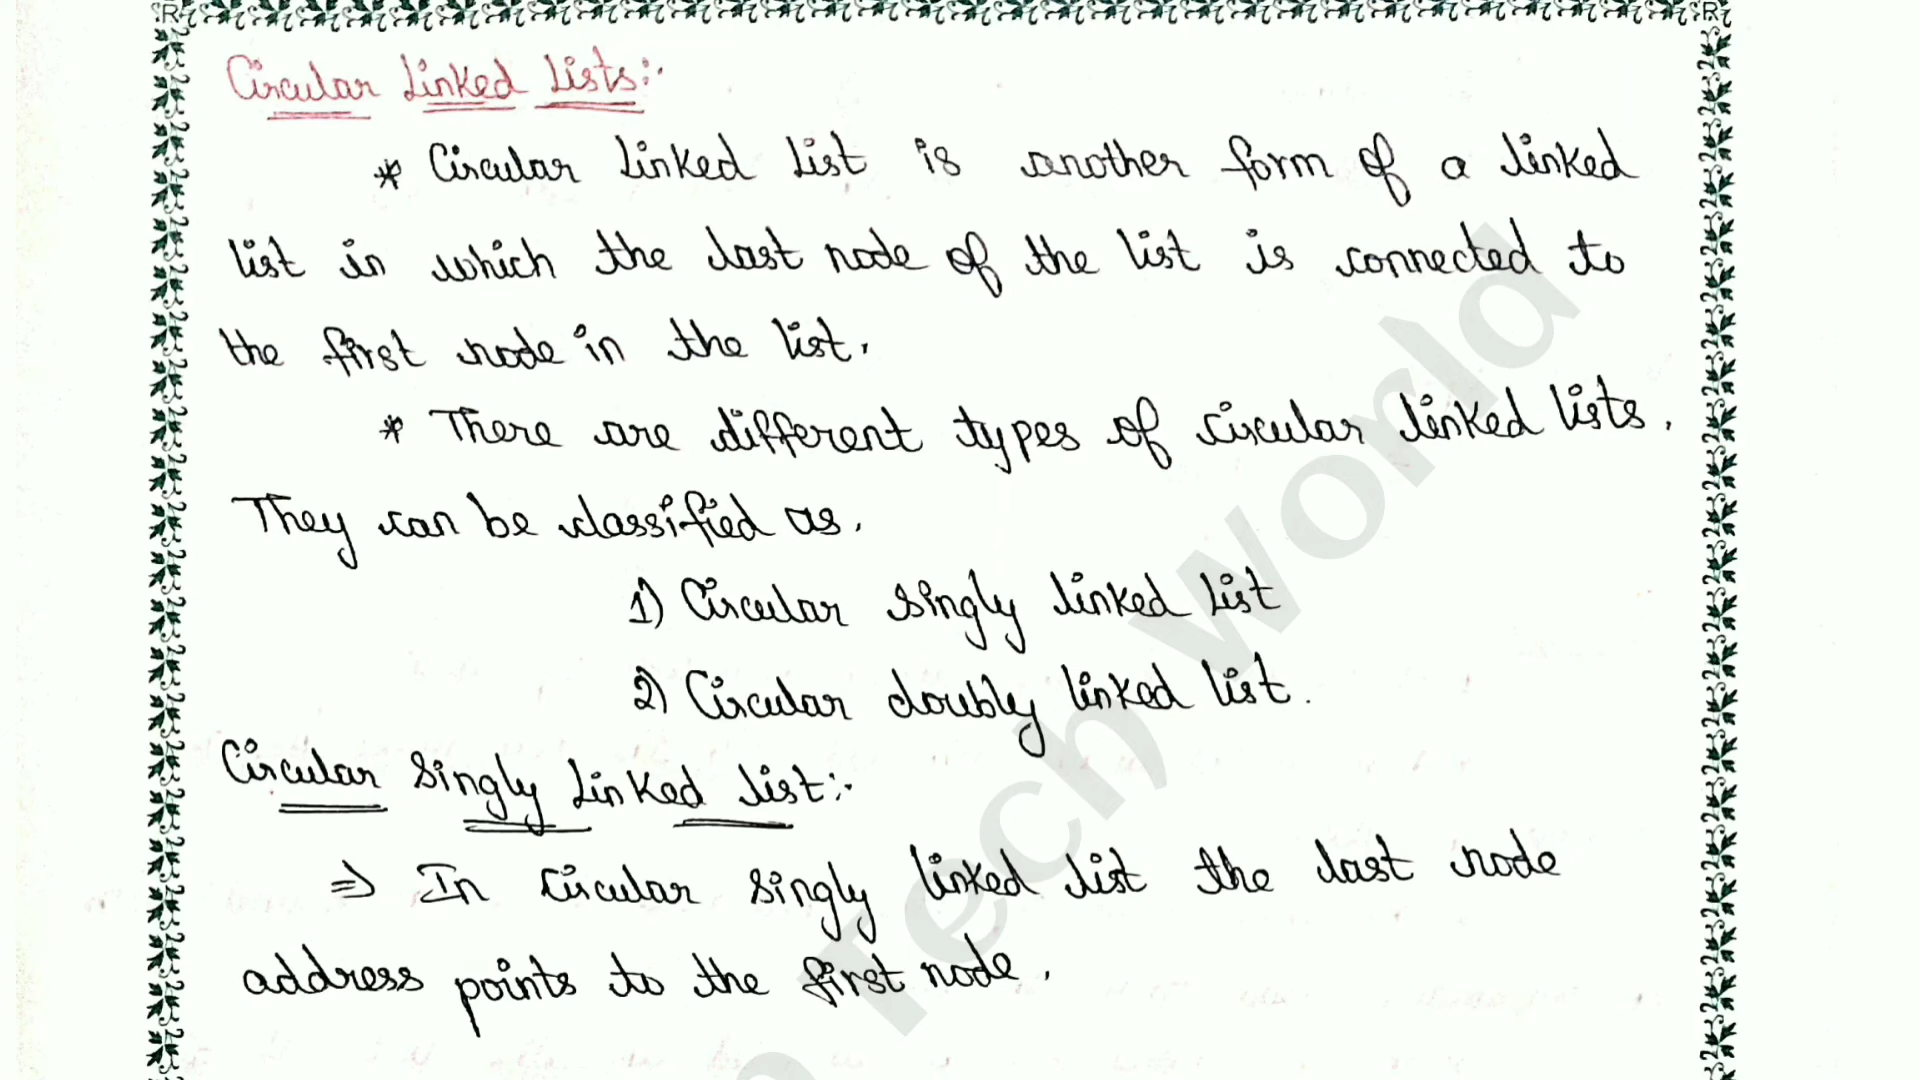 Circular Linked Lists:-
* Circular Linked List is another form of a linked
list in which the last node of the list is connected to
the first node in the list.
* There are different types of circular linked lists.
They can be classified as.
1) Circular singly linked list
2) Circular doubly linked list.
Circular Singly Linked list:-
⇒ In circular singly linked list the last node
address points to the first node.
Tech World